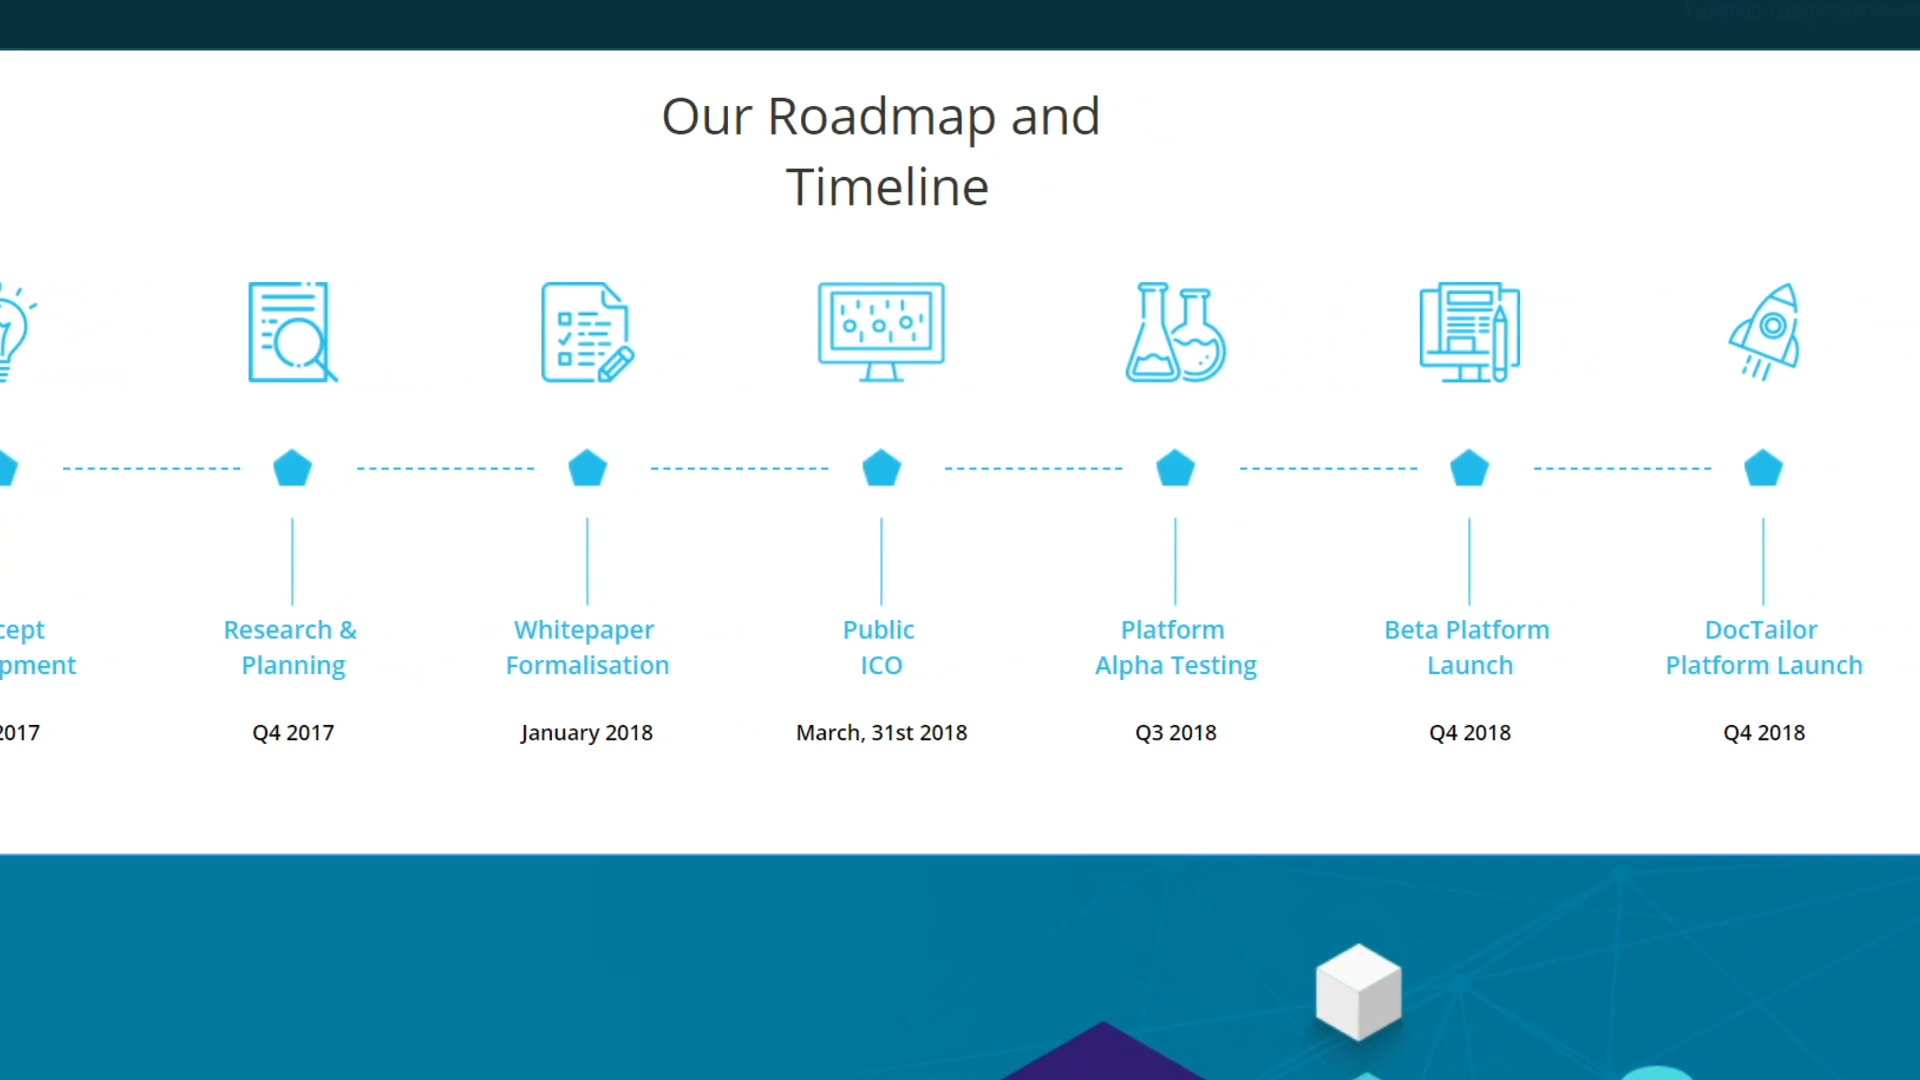 Our Roadmap and
Timeline
cept
pment
2017
Research &
Planning
Q4 2017
Whitepaper
Formalisation
January 2018
Public
ICO
March, 31st 2018
Platform
Alpha Testing
Q3 2018
Beta Platform
Launch
Q4 2018
DocTailor
Platform Launch
Q4 2018